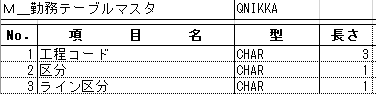 M＿勤務テーブルマスタ QNIKKA
No. 項 目 名 型 長さ
1 工程コード CHAR 3
2 区分 CHAR 1
3 ライン区分 CHAR 1